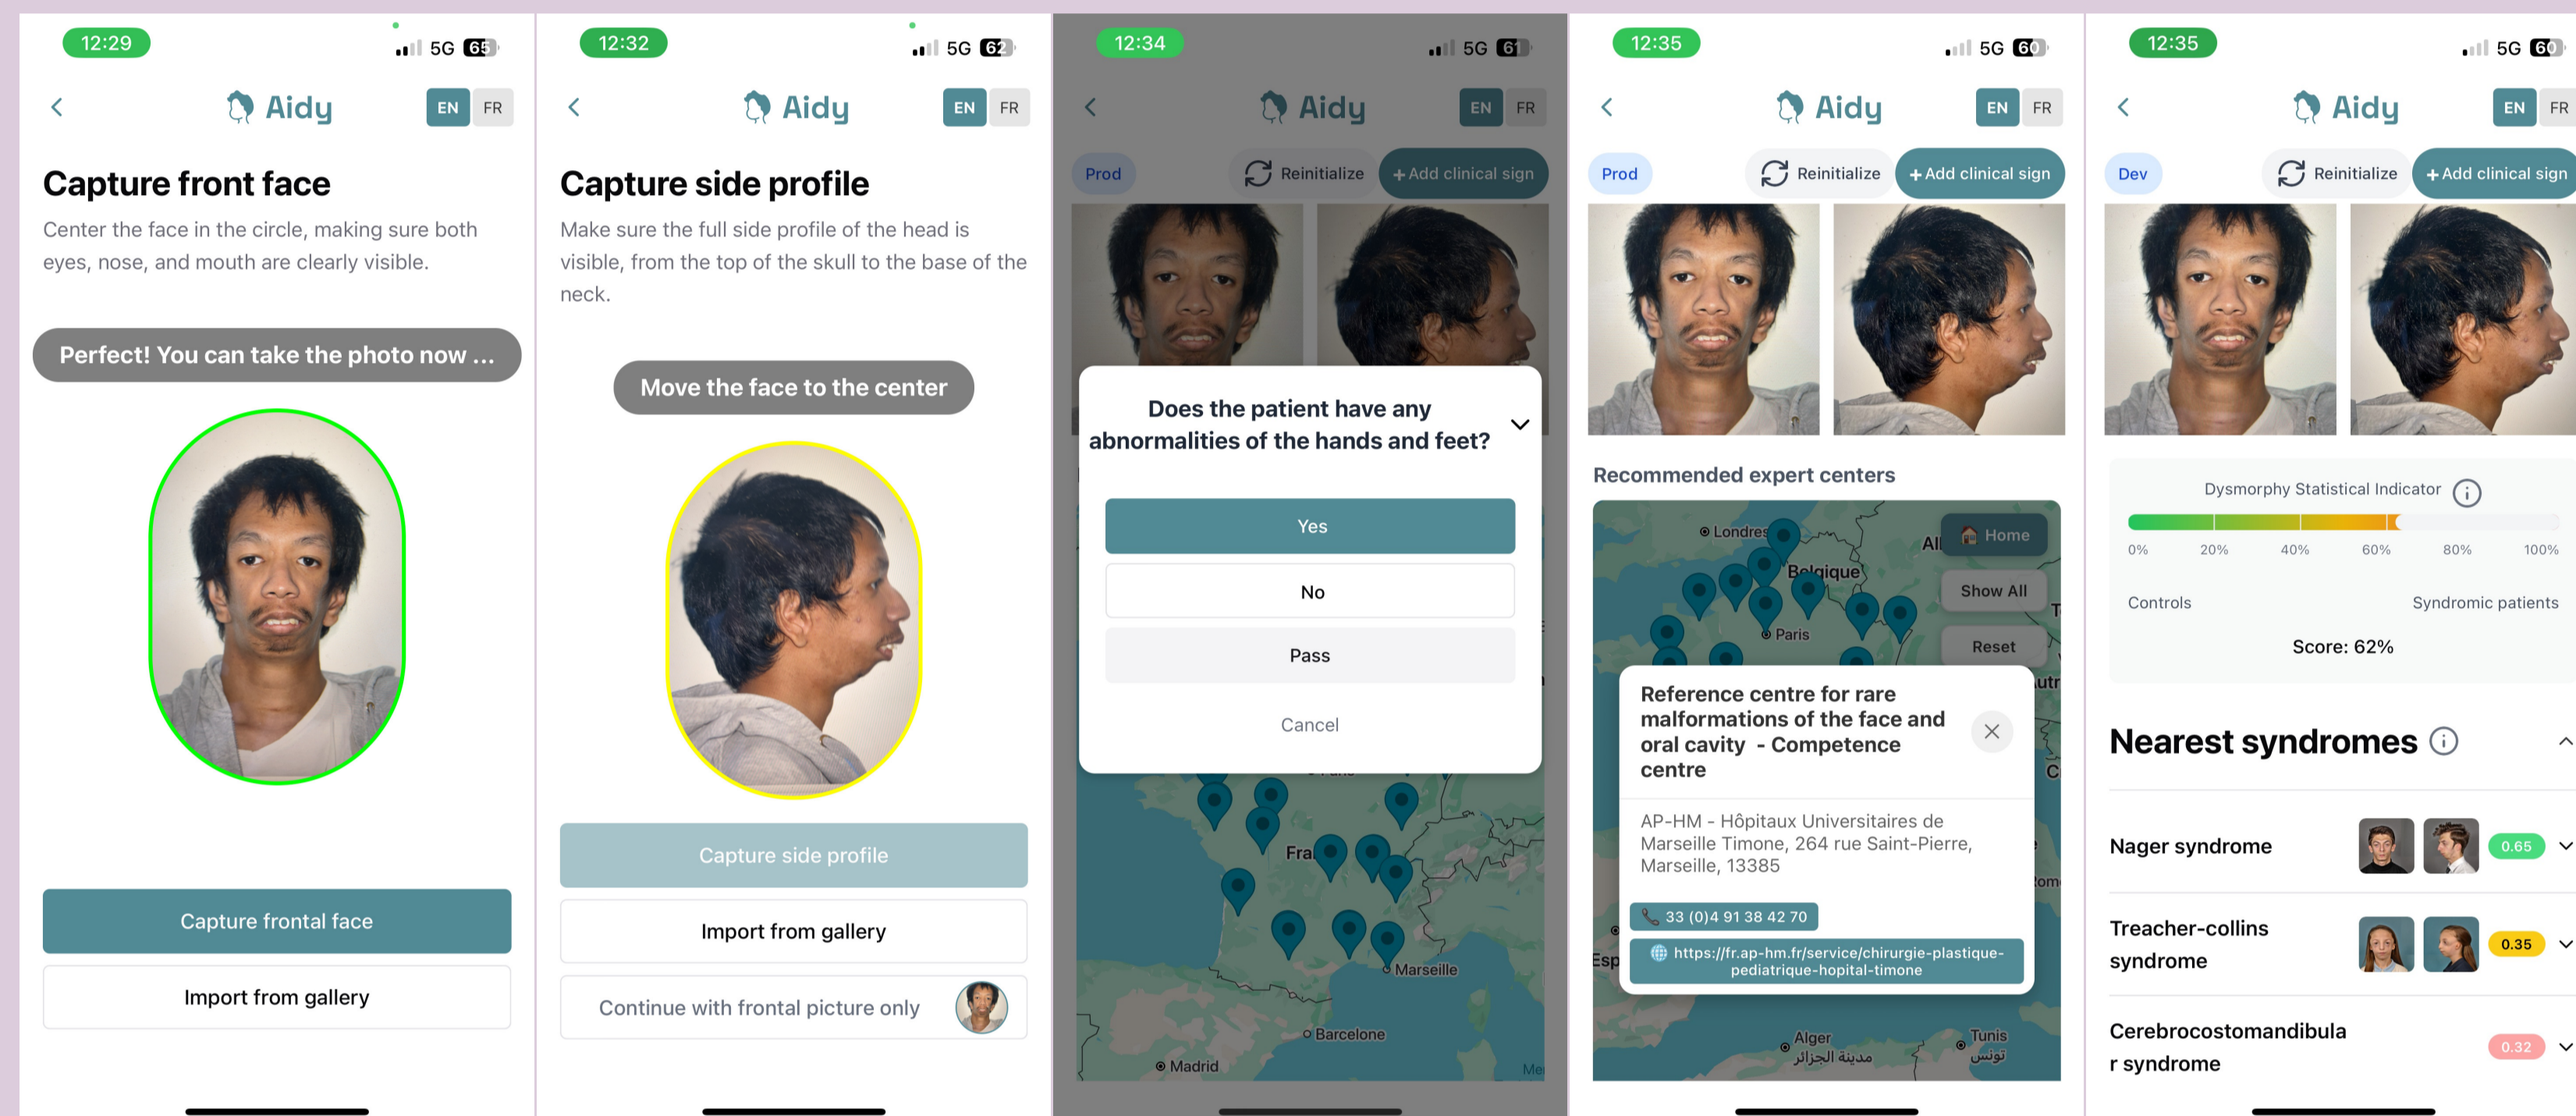 12:29
5G 65
Aidy
EN FR
Capture front face
Center the face in the circle, making sure both
eyes, nose, and mouth are clearly visible.
Perfect! You can take the photo now ...
Capture frontal face
Import from gallery
12:32
5G 62
Aidy
EN FR
Capture side profile
Make sure the full side profile of the head is
visible, from the top of the skull to the base of the
neck.
Move the face to the center
Capture side profile
Import from gallery
Continue with frontal picture only
12:34
5G 61
Aidy
EN FR
Prod
Reinitialize
+Add clinical sign
Does the patient have any
abnormalities of the hands and feet?
Yes
No
Pass
Cancel
Fra
Marseille
Barcelone
Madrid
12:35
5G 60
Aidy
EN FR
Prod
Reinitialize
+Add clinical sign
Recommended expert centers
Londres
🏠 Home
Belgique
Show All
Paris
Reset
Reference centre for rare
malformations of the face and
oral cavity - Competence
centre
AP-HM - Hôpitaux Universitaires de
Marseille Timone, 264 rue Saint-Pierre,
Marseille, 13385
📞 33 (0)4 91 38 42 70
🌐 https://fr.ap-hm.fr/service/chirurgie-plastique-
pediatrique-hopital-timone
Alger
مدينة الجزائر
Tunis
تونس
12:35
5G 60
Aidy
EN FR
Dev
Reinitialize
+Add clinical sign
Dysmorphy Statistical Indicator
0% 20% 40% 60% 80% 100%
Controls
Syndromic patients
Score: 62%
Nearest syndromes
Nager syndrome
0.65
Treacher-collins
syndrome
0.35
Cerebrocostomandibula
r syndrome
0.32